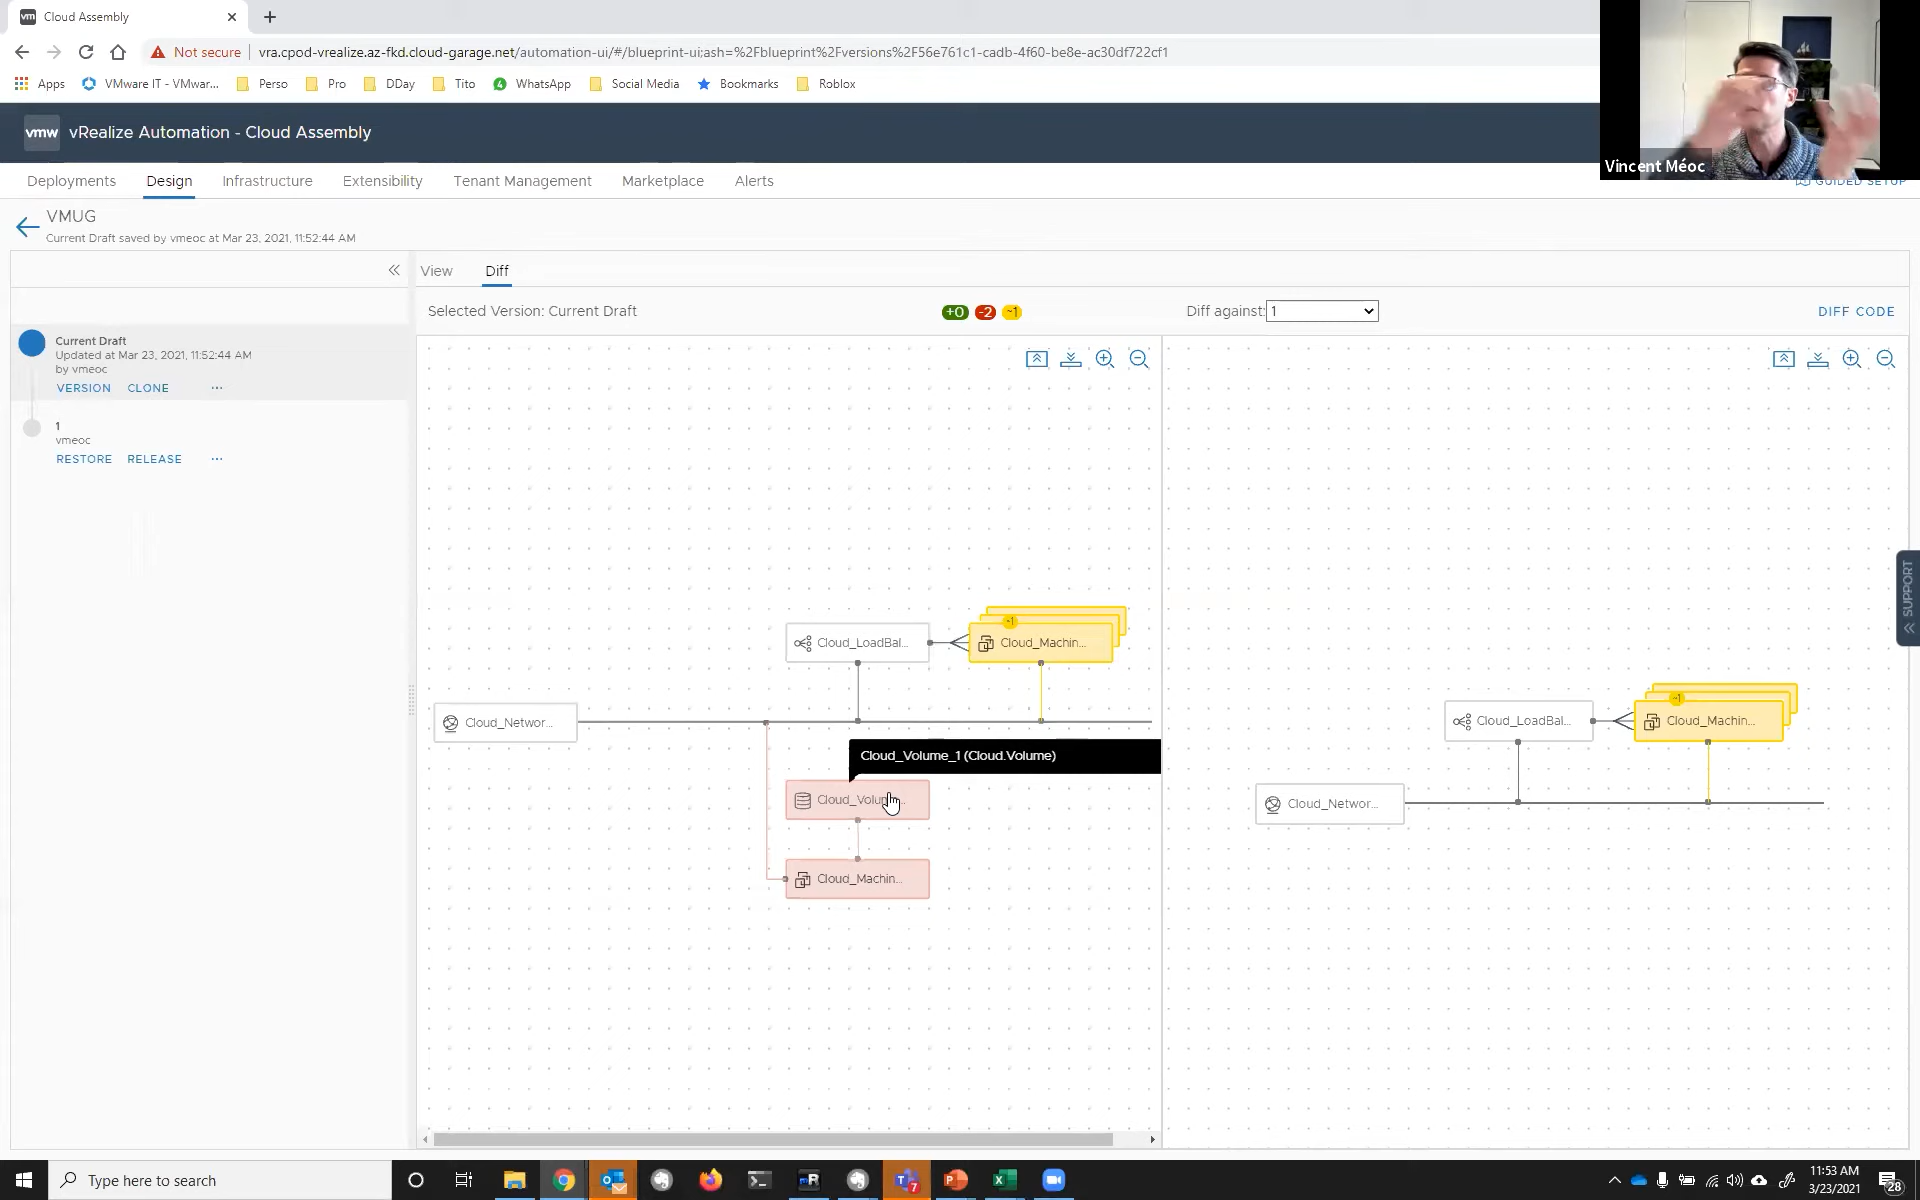 vm Cloud Assembly
Not secure vra.cpod-vrealize.az-fkd.cloud-garage.net/automation-ui/#/blueprint-ui;ash=%2Fblueprint%2Fversions%2F56e761c1-cadb-4f60-be8e-ac30df722cf1
Apps VMware IT - VMwar... Perso Pro DDay Tito 4 WhatsApp Social Media Bookmarks Roblox
vmw vRealize Automation - Cloud Assembly
Vincent Méoc
Deployments Design Infrastructure Extensibility Tenant Management Marketplace Alerts
GUIDED SETUP
VMUG
Current Draft saved by vmeoc at Mar 23, 2021, 11:52:44 AM
View Diff
Selected Version: Current Draft
+0 -2 ~1
Diff against: 1
DIFF CODE
Current Draft
Updated at Mar 23, 2021, 11:52:44 AM
by vmeoc
VERSION CLONE ...
1
vmeoc
RESTORE RELEASE ...
~1
Cloud_LoadBal... Cloud_Machin...
Cloud_Networ...
Cloud_Volume_1 (Cloud.Volume)
Cloud_Volum...
Cloud_Machin...
~1
Cloud_LoadBal... Cloud_Machin...
Cloud_Networ...
SUPPORT
Type here to search
R
7
11:53 AM
3/23/2021
28